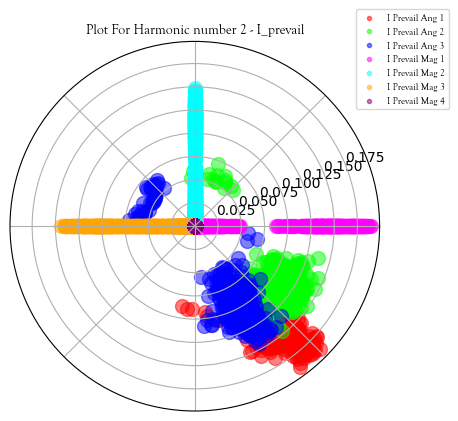 Plot For Harmonic number 2 - I_prevail
I Prevail Ang 1
I Prevail Ang 2
I Prevail Ang 3
I Prevail Mag 1
I Prevail Mag 2
I Prevail Mag 3
I Prevail Mag 4
0.175
0.150
0.125
0.100
0.075
0.050
0.025